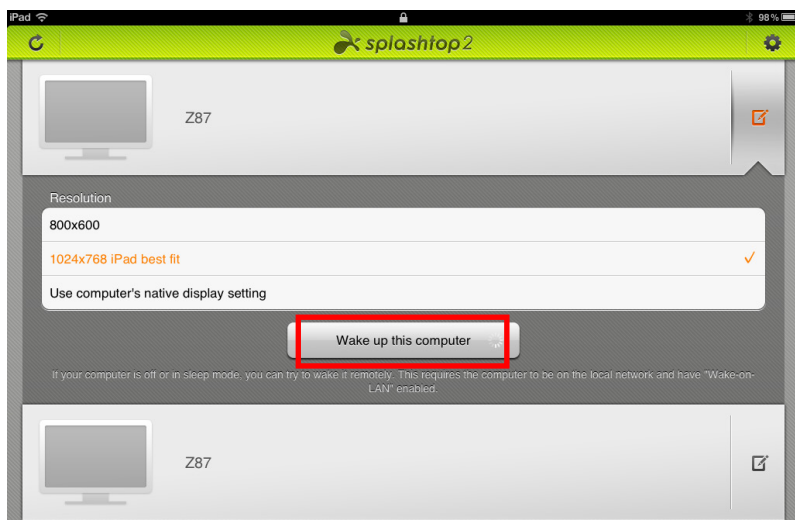 iPad 98%
splashtop2
Z87
Resolution
800x600
1024x768 iPad best fit
Use computer's native display setting
Wake up this computer
If your computer is off or in sleep mode, you can try to wake it remotely. This requires the computer to be on the local network and have "Wake-on-
LAN" enabled.
Z87